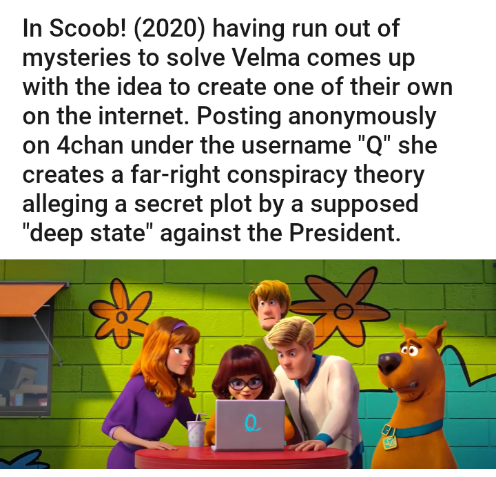 In Scoob! (2020) having run out of
mysteries to solve Velma comes up
with the idea to create one of their own
on the internet. Posting anonymously
on 4chan under the username "Q" she
creates a far-right conspiracy theory
alleging a secret plot by a supposed
"deep state" against the President.
Q